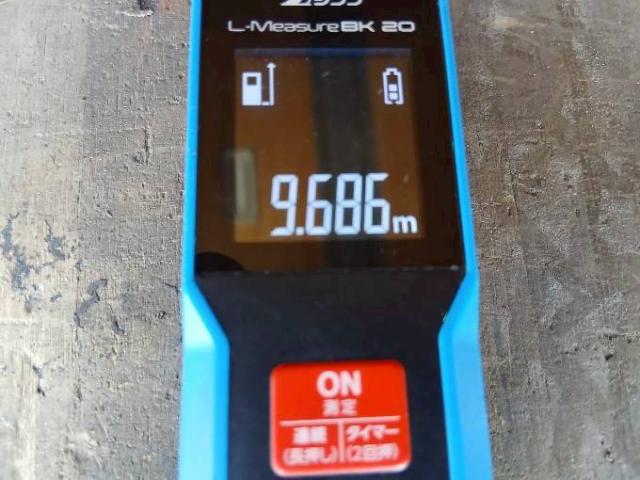 L-Measure BK 20
9.686m
ON
測定
連続 タイマー
(長押し) (2回押)